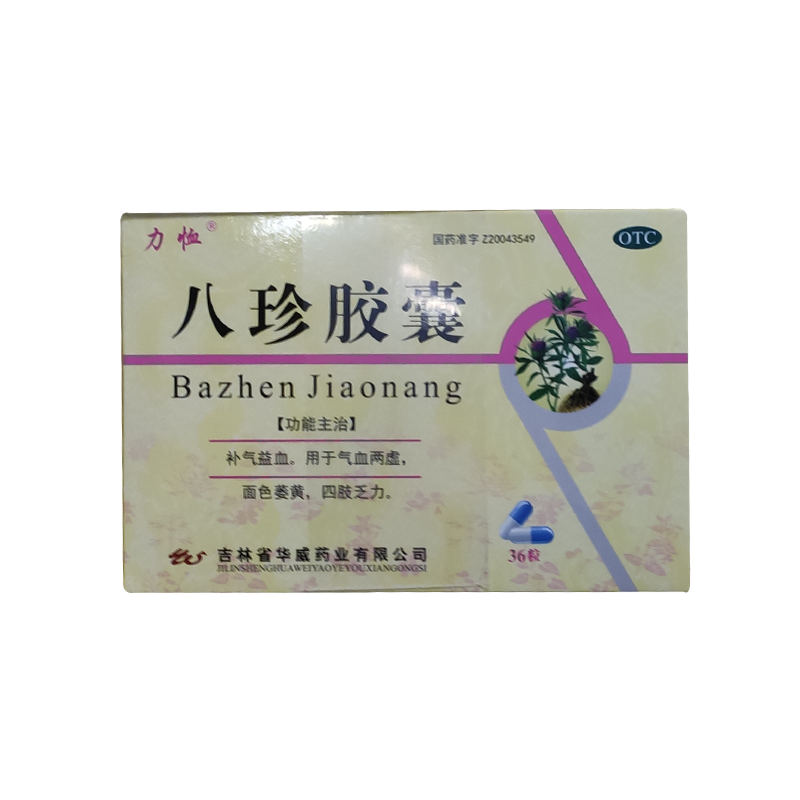 力恤®
国药准字 Z20043549
OTC
八珍胶囊
Bazhen Jiaonang
【功能主治】
补气益血。用于气血两虚，
面色萎黄，四肢乏力。
吉林省华威药业有限公司
JILINSHENGHUAWEIYAOYEYOUXIANGONGSI
36粒